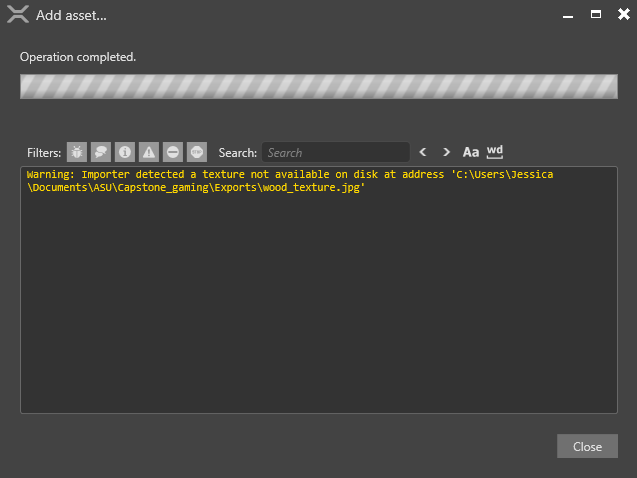 Add asset...
Operation completed.
Filters: Search: Search < > Aa wd
Warning: Importer detected a texture not available on disk at address 'C:\Users\Jessica
\Documents\ASU\Capstone_gaming\Exports\wood_texture.jpg'
Close